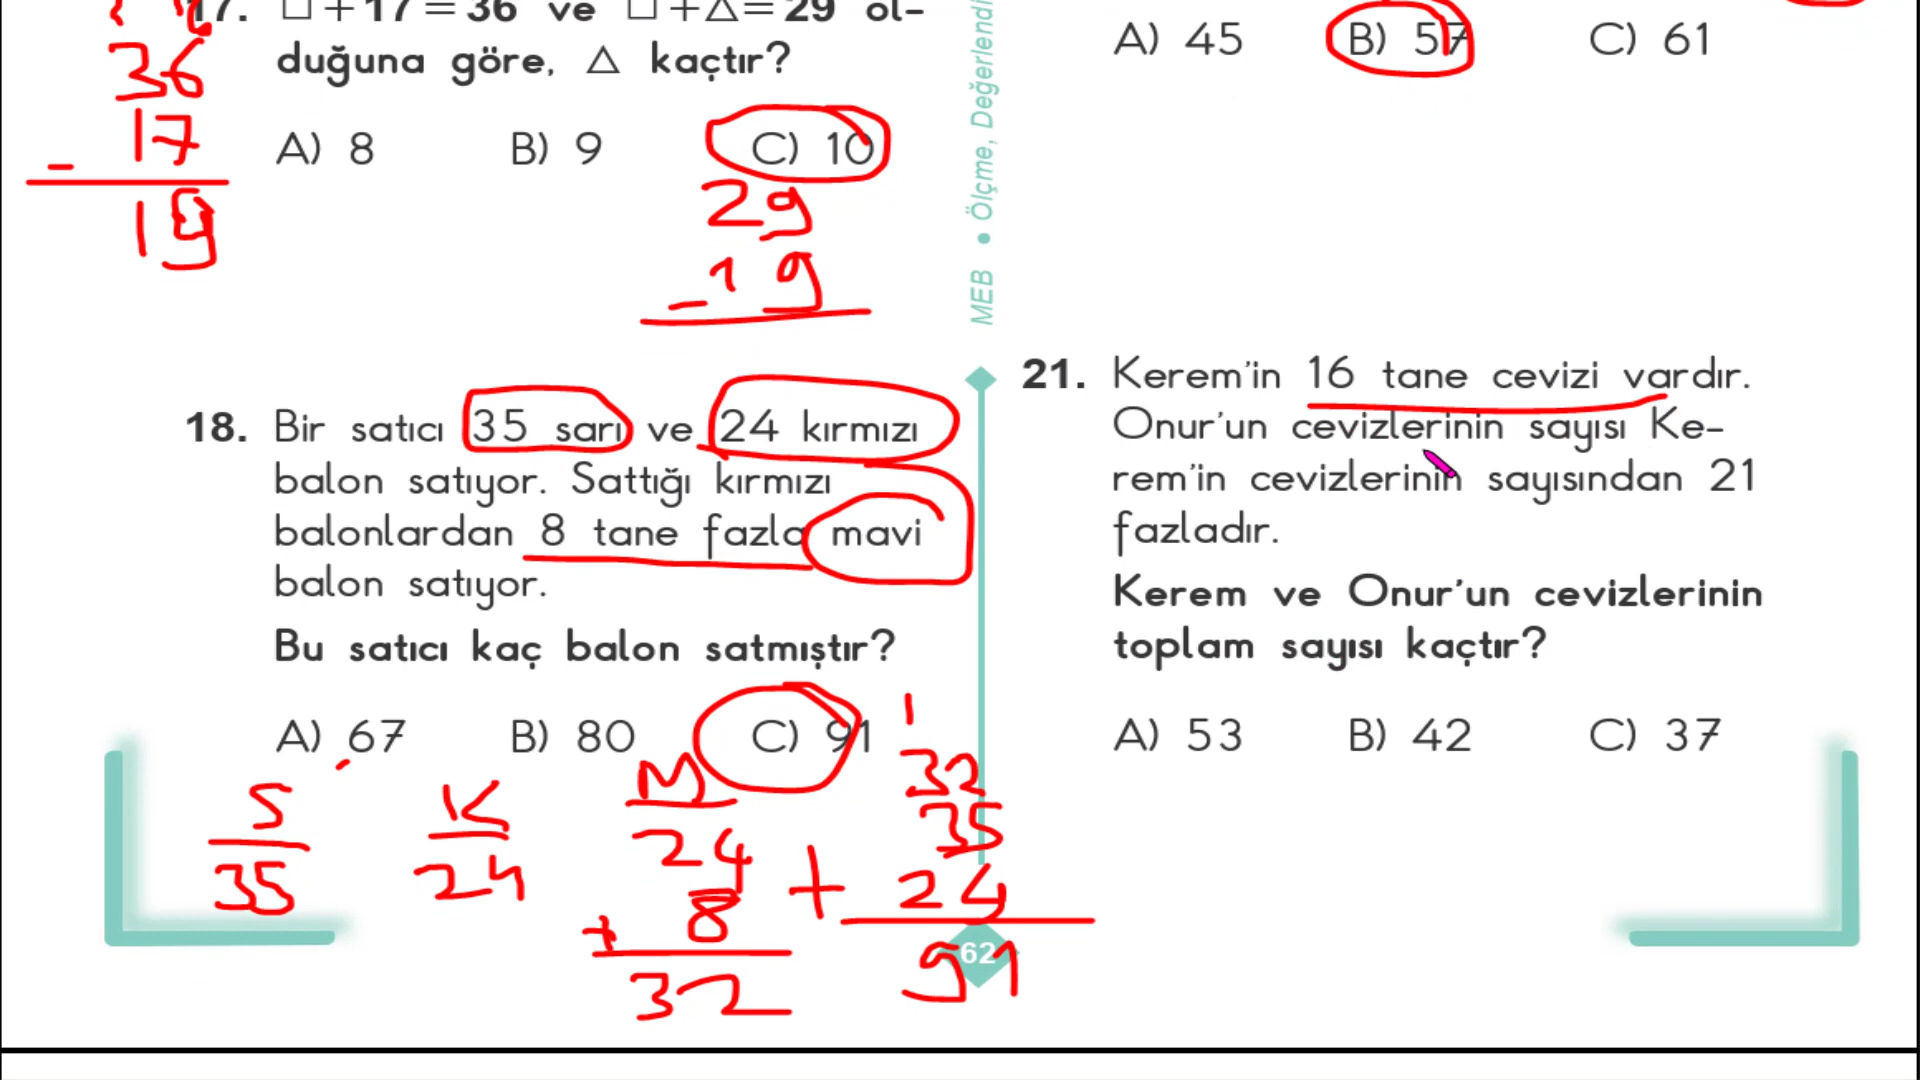 17. □+17=36 ve □+△=29 ol-
duğuna göre, △ kaçtır?
A) 8 B) 9 C) 10
36
17
-
19
29
- 19
18. Bir satıcı 35 sarı ve 24 kırmızı
balon satıyor. Sattığı kırmızı
balonlardan 8 tane fazla mavi
balon satıyor.
Bu satıcı kaç balon satmıştır?
A) 67 B) 80 C) 91
S
35
K
24
M
24
+ 8
32
1
32
35
+ 24
91
MEB • Ölçme, Değerlendi
A) 45 B) 57 C) 61
21. Kerem'in 16 tane cevizi vardır.
Onur'un cevizlerinin sayısı Ke-
rem'in cevizlerinin sayısından 21
fazladır.
Kerem ve Onur'un cevizlerinin
toplam sayısı kaçtır?
A) 53 B) 42 C) 37
62